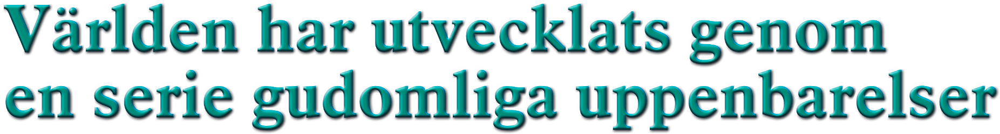 Världen har utvecklats genom
en serie gudomliga uppenbarelser